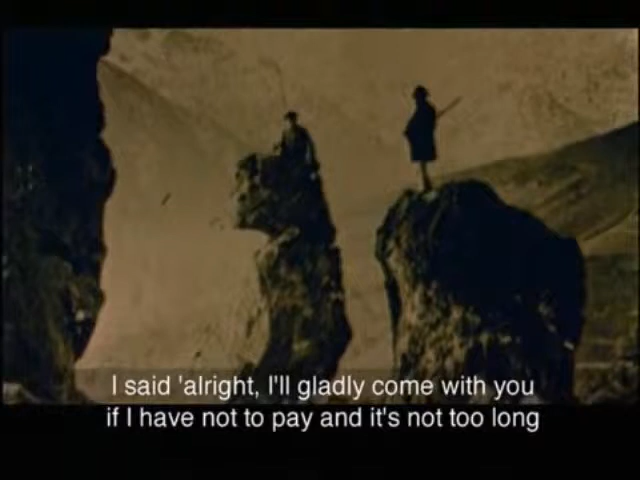 I said 'alright, I'll gladly come with you
if I have not to pay and it's not too long